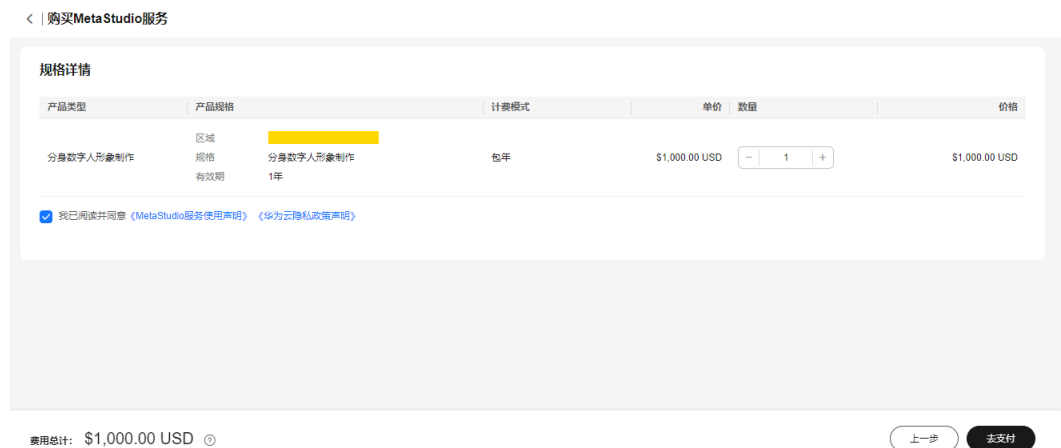 购买MetaStudio服务
规格详情
产品类型 产品规格 计费模式 单价 数量 价格
区域
分身数字人形象制作 规格 分身数字人形象制作 包年 $1,000.00 USD - 1 + $1,000.00 USD
有效期 1年
我已阅读并同意《MetaStudio服务使用声明》 《华为云隐私政策声明》
费用总计: $1,000.00 USD ? 上一步 去支付